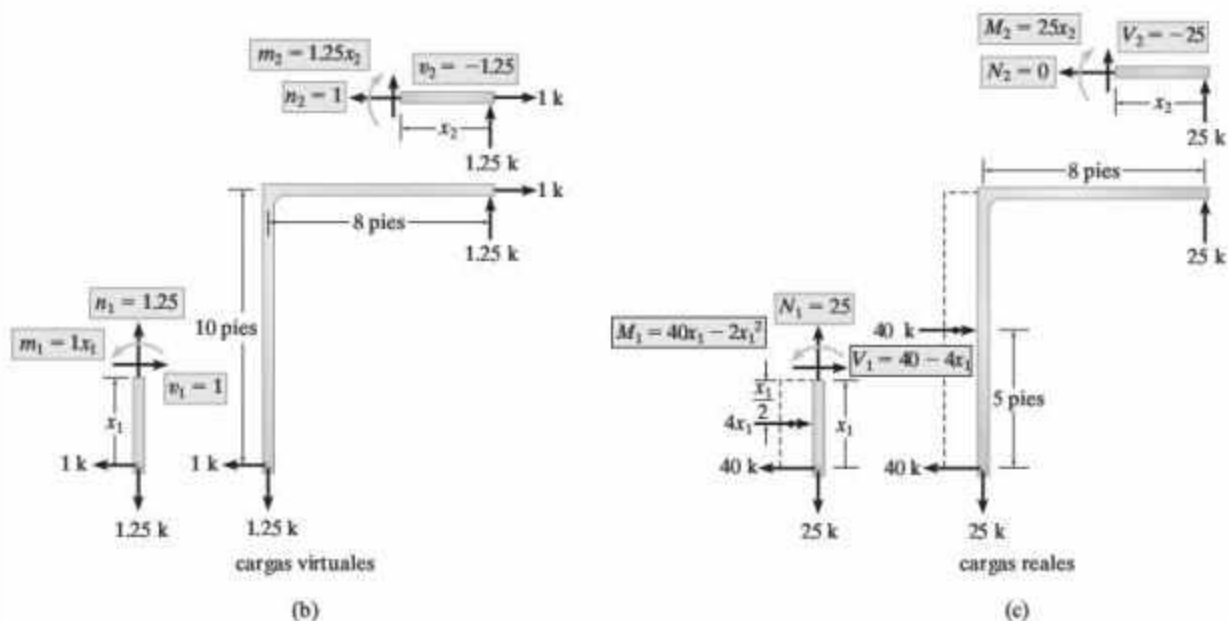 m₂ = 1.25x₂
v₂ = −1.25
n₂ = 1
1 k
x₂
1.25 k
1 k
8 pies
1.25 k
10 pies
n₁ = 1.25
m₁ = 1x₁
v₁ = 1
x₁
1 k
1 k
1.25 k
1.25 k
cargas virtuales
(b)
M₂ = 25x₂
V₂ = −25
N₂ = 0
x₂
25 k
8 pies
25 k
N₁ = 25
M₁ = 40x₁ − 2x₁²
40 k
V₁ = 40 − 4x₁
x₁
2
4x₁
x₁
5 pies
40 k
40 k
25 k
25 k
cargas reales
(c)